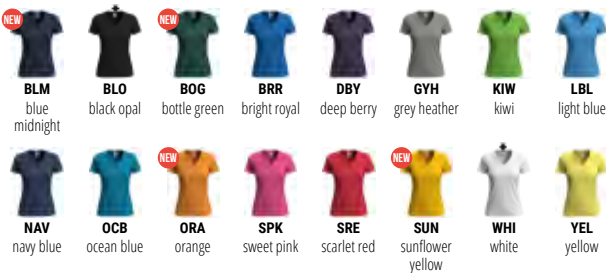 NEW
NEW
BLM BLO BOG BRR DBY GYH KIW LBL
blue black opal bottle green bright royal deep berry grey heather kiwi light blue
midnight
NEW
NEW
NAV OCB ORA SPK SRE SUN WHI YEL
navy blue ocean blue orange sweet pink scarlet red sunflower white yellow
yellow